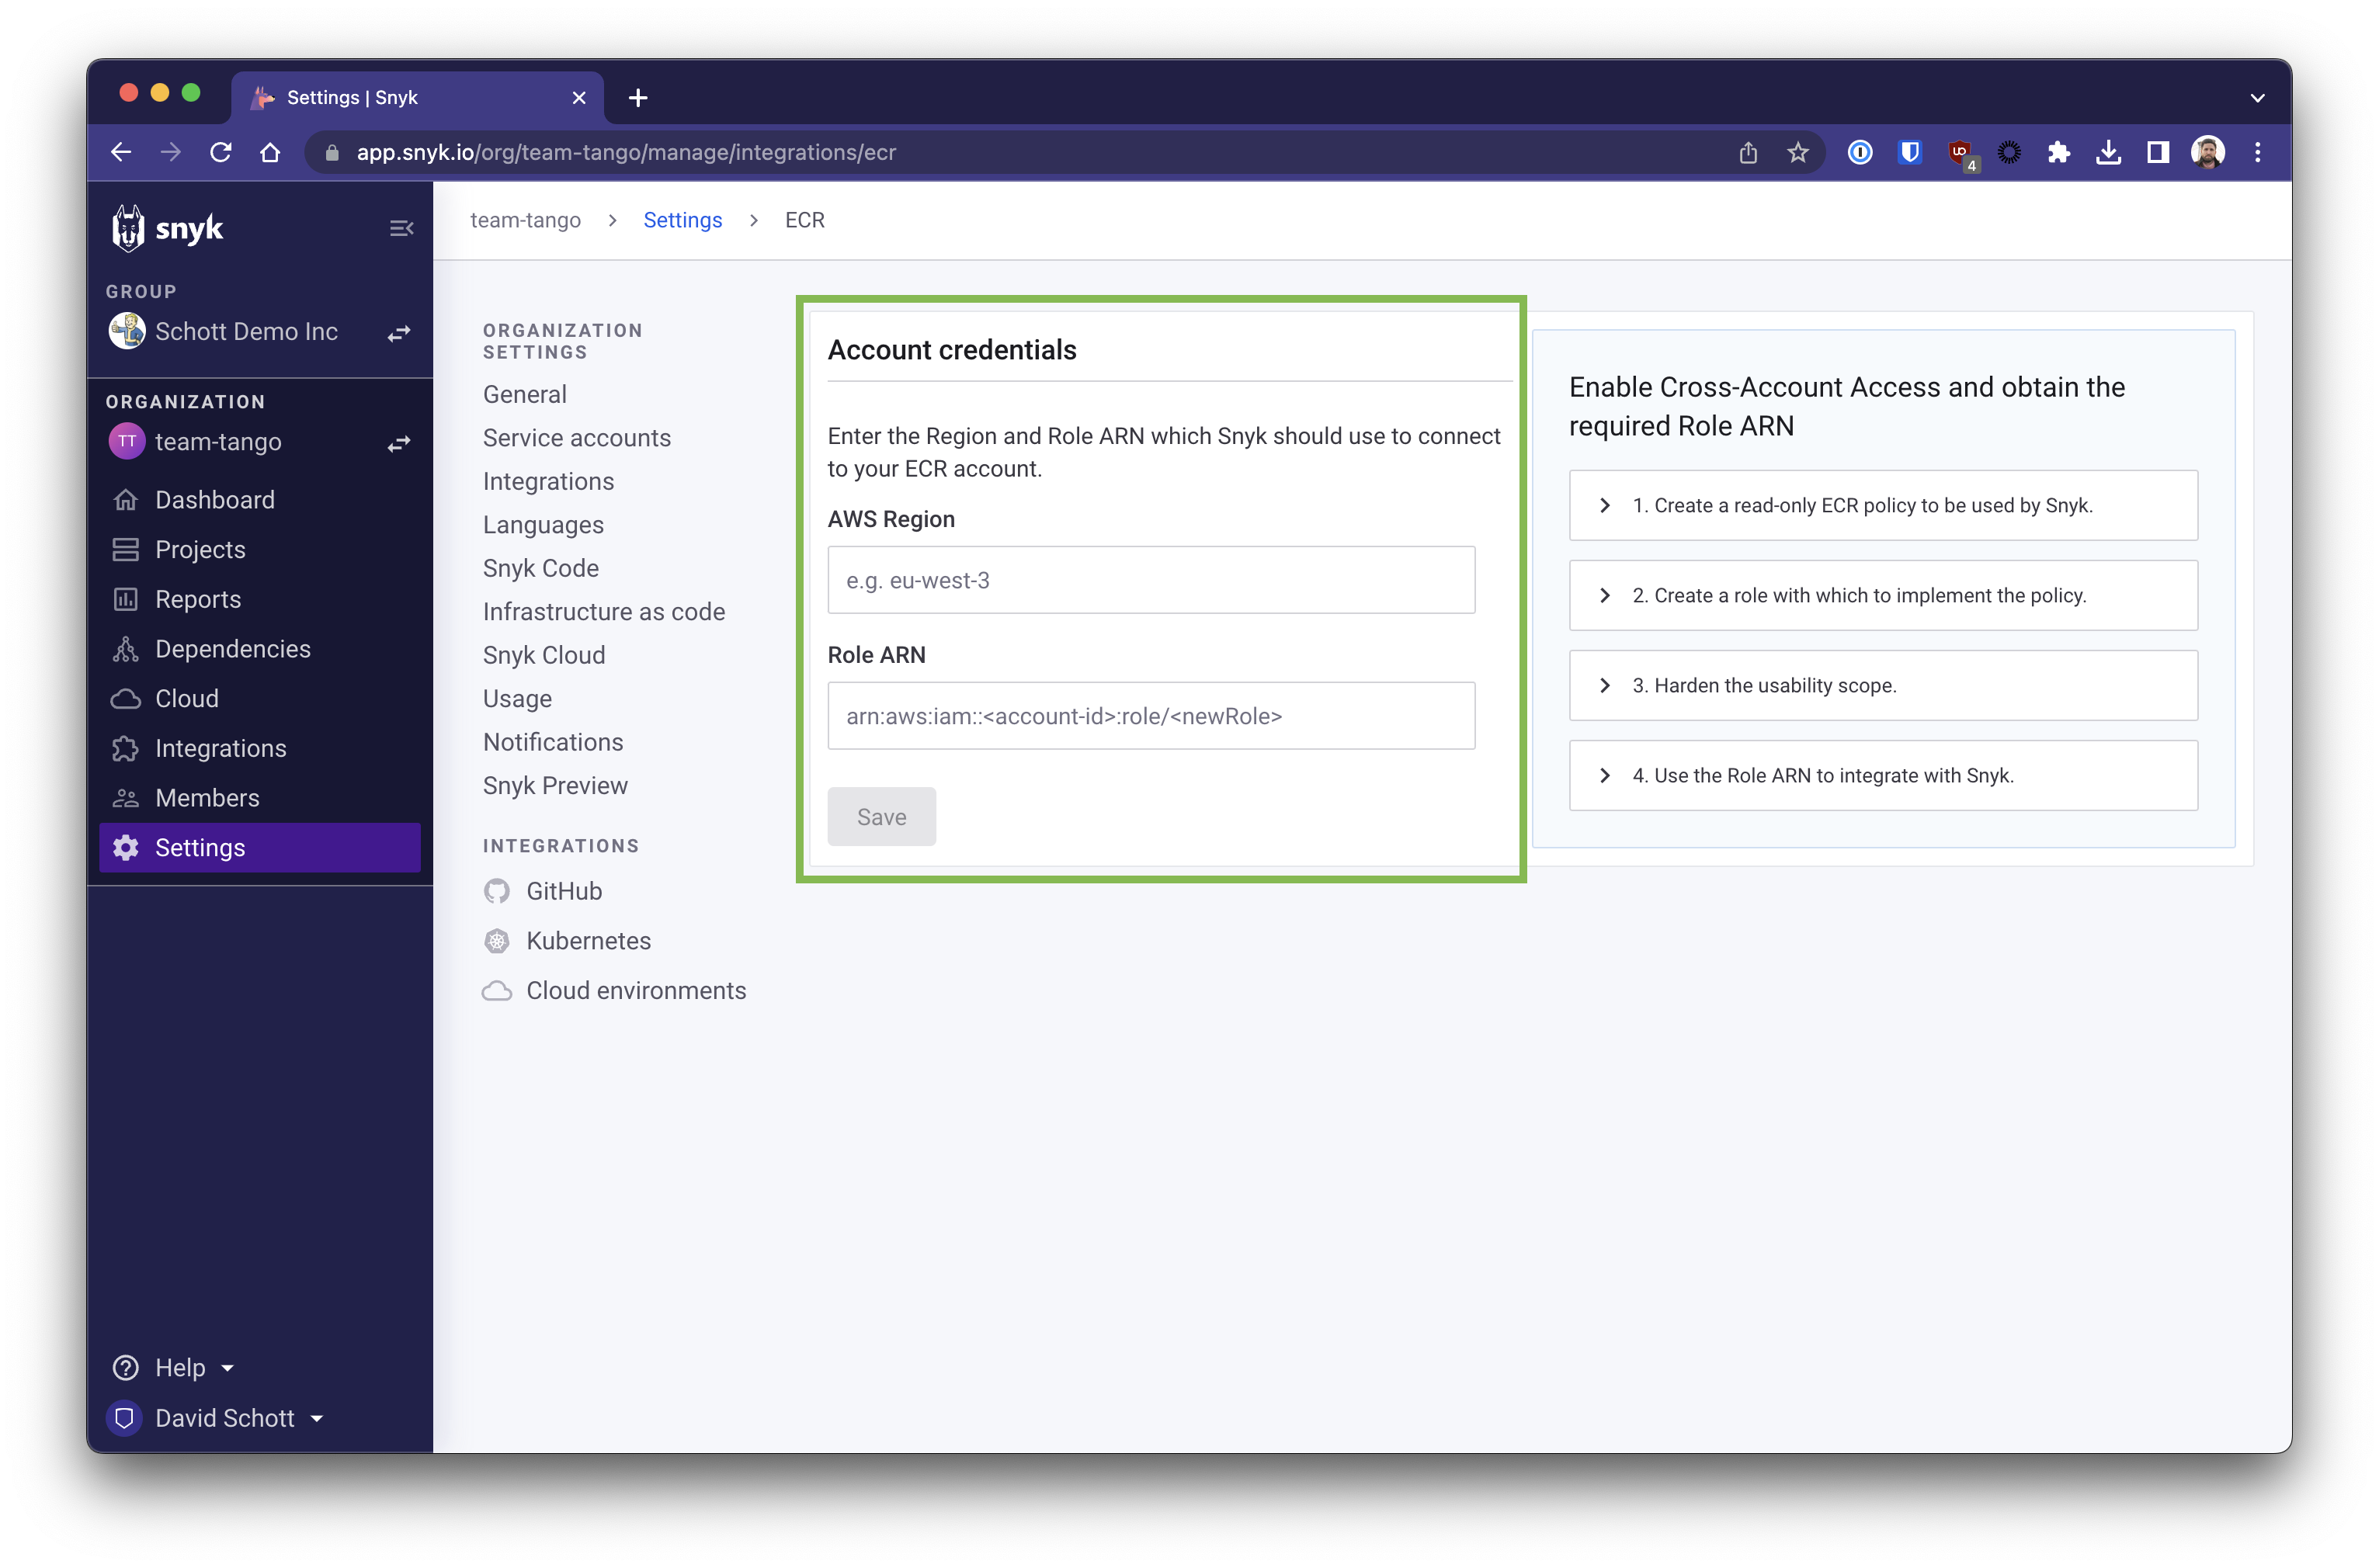 Settings | Snyk
app.snyk.io/org/team-tango/manage/integrations/ecr
4
snyk
GROUP
Schott Demo Inc
ORGANIZATION
TT
team-tango
Dashboard
Projects
Reports
Dependencies
Cloud
Integrations
Members
Settings
Help
David Schott
team-tango > Settings > ECR
ORGANIZATION
SETTINGS
General
Service accounts
Integrations
Languages
Snyk Code
Infrastructure as code
Snyk Cloud
Usage
Notifications
Snyk Preview
INTEGRATIONS
GitHub
Kubernetes
Cloud environments
Account credentials
Enter the Region and Role ARN which Snyk should use to connect
to your ECR account.
AWS Region
e.g. eu-west-3
Role ARN
arn:aws:iam::<account-id>:role/<newRole>
Save
Enable Cross-Account Access and obtain the
required Role ARN
1. Create a read-only ECR policy to be used by Snyk.
2. Create a role with which to implement the policy.
3. Harden the usability scope.
4. Use the Role ARN to integrate with Snyk.